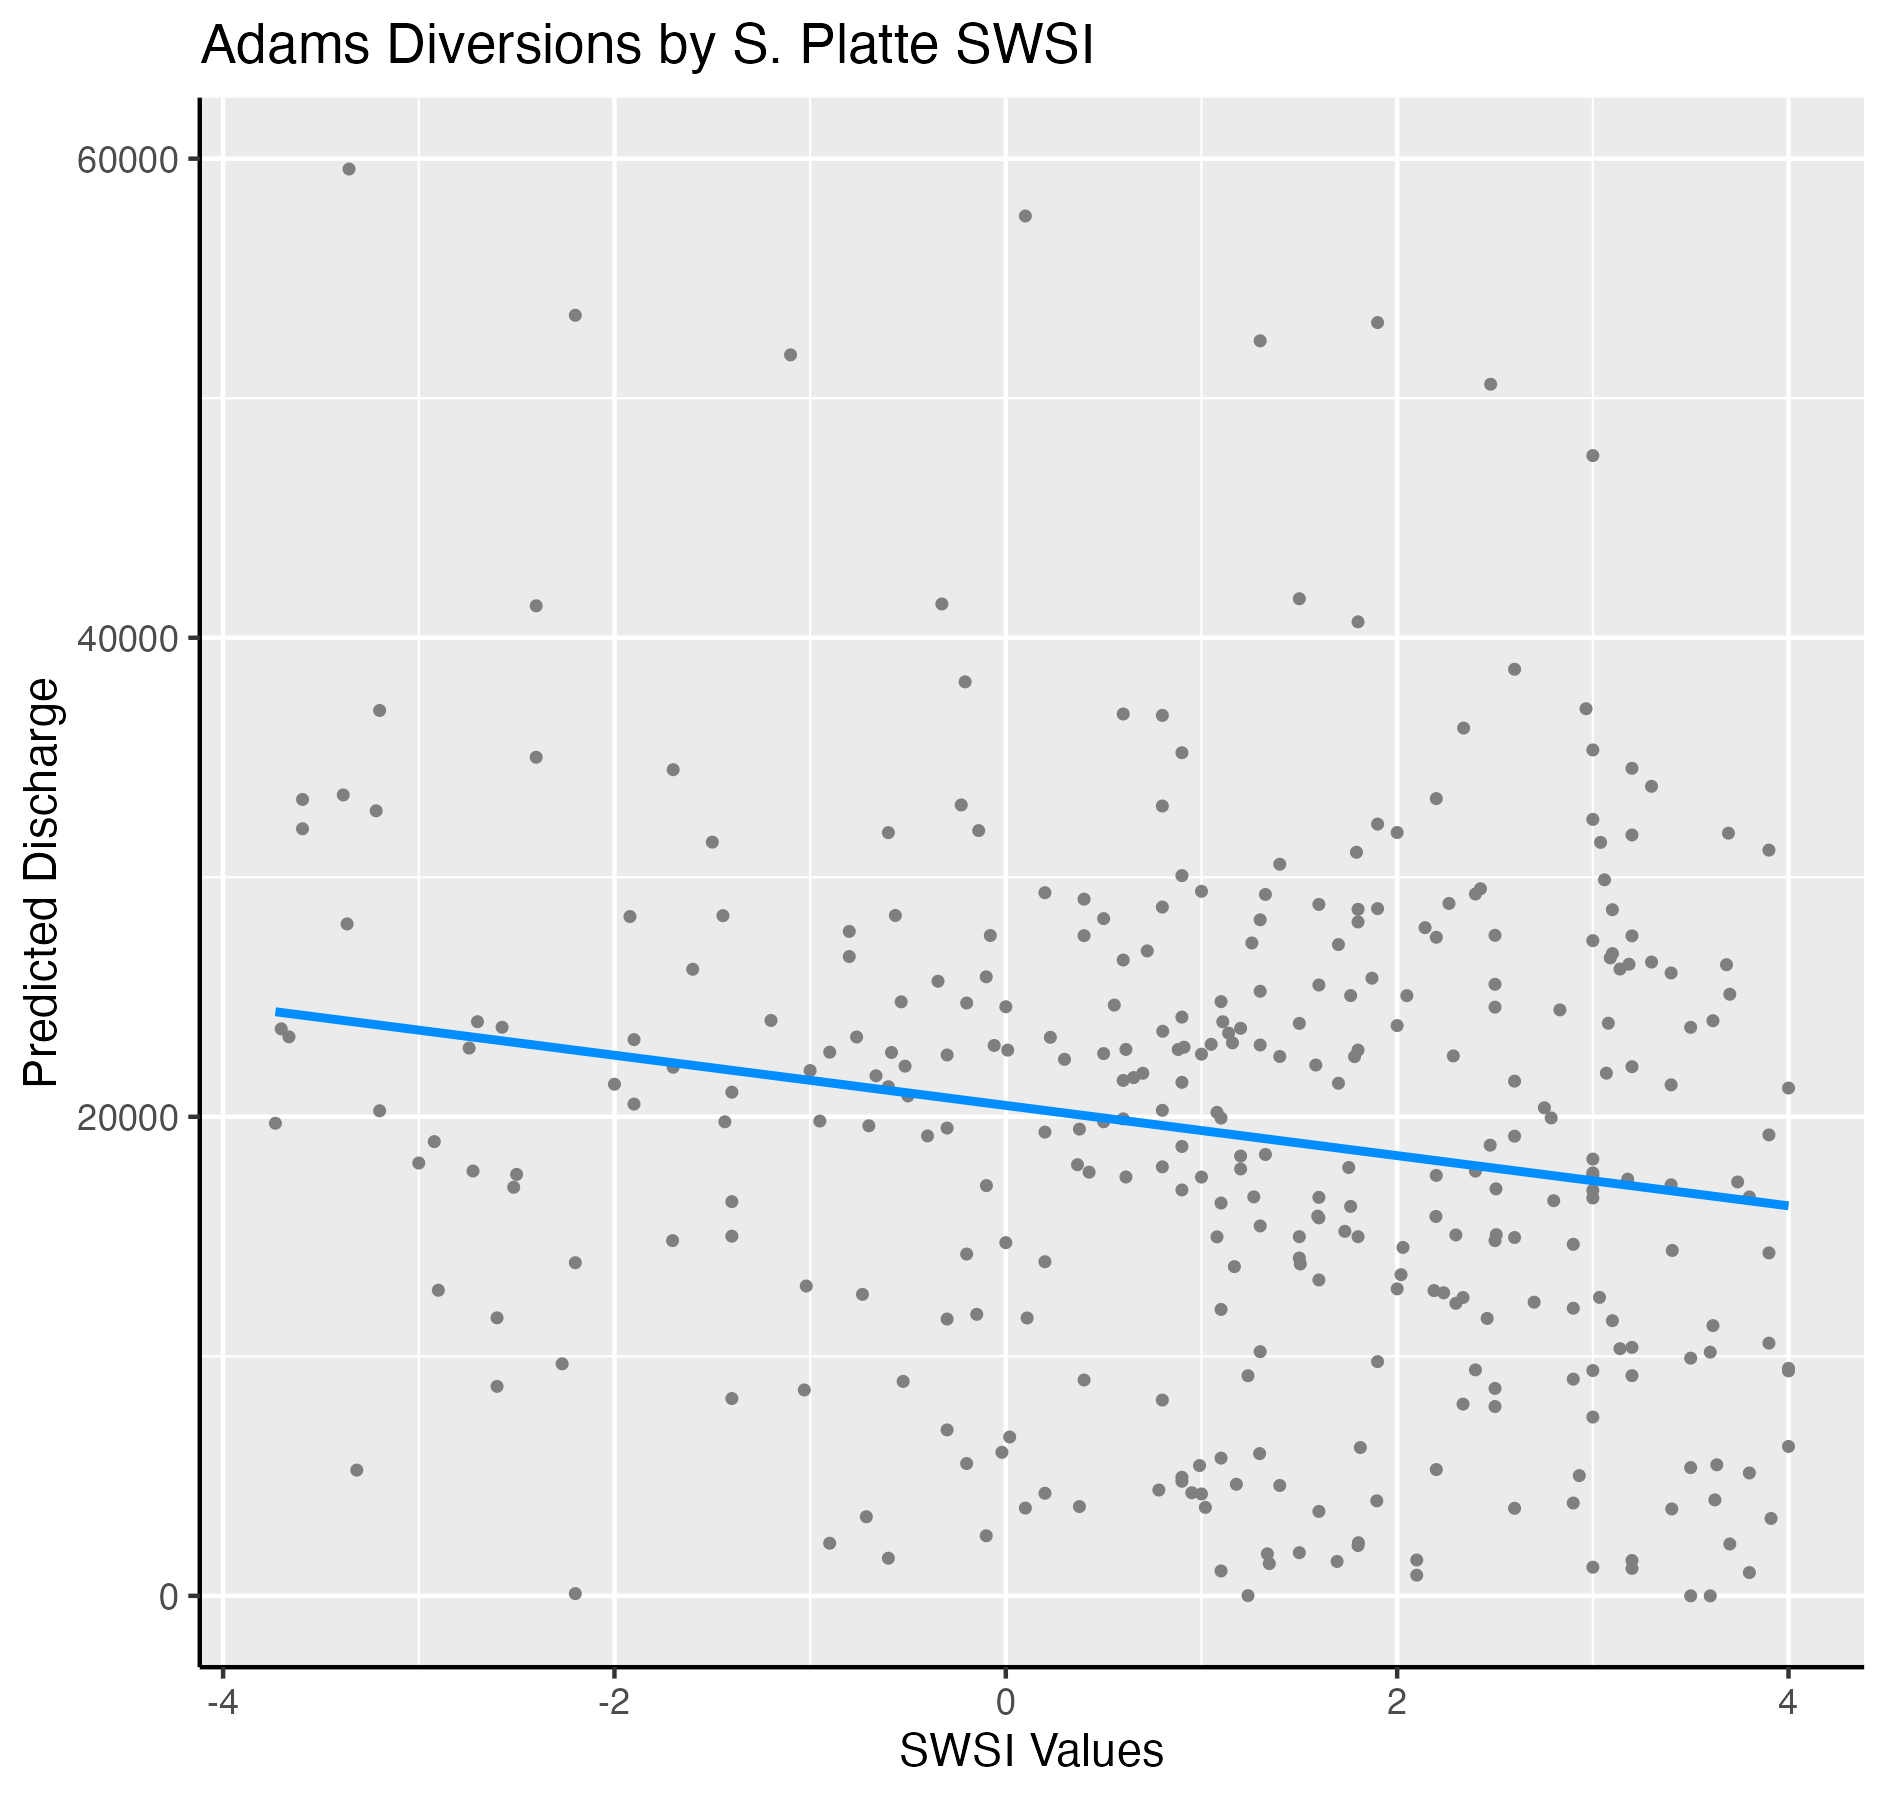 Adams Diversions by S. Platte SWSI
60000
40000
20000
0
Predicted Discharge
-4 -2 0 2 4
SWSI Values